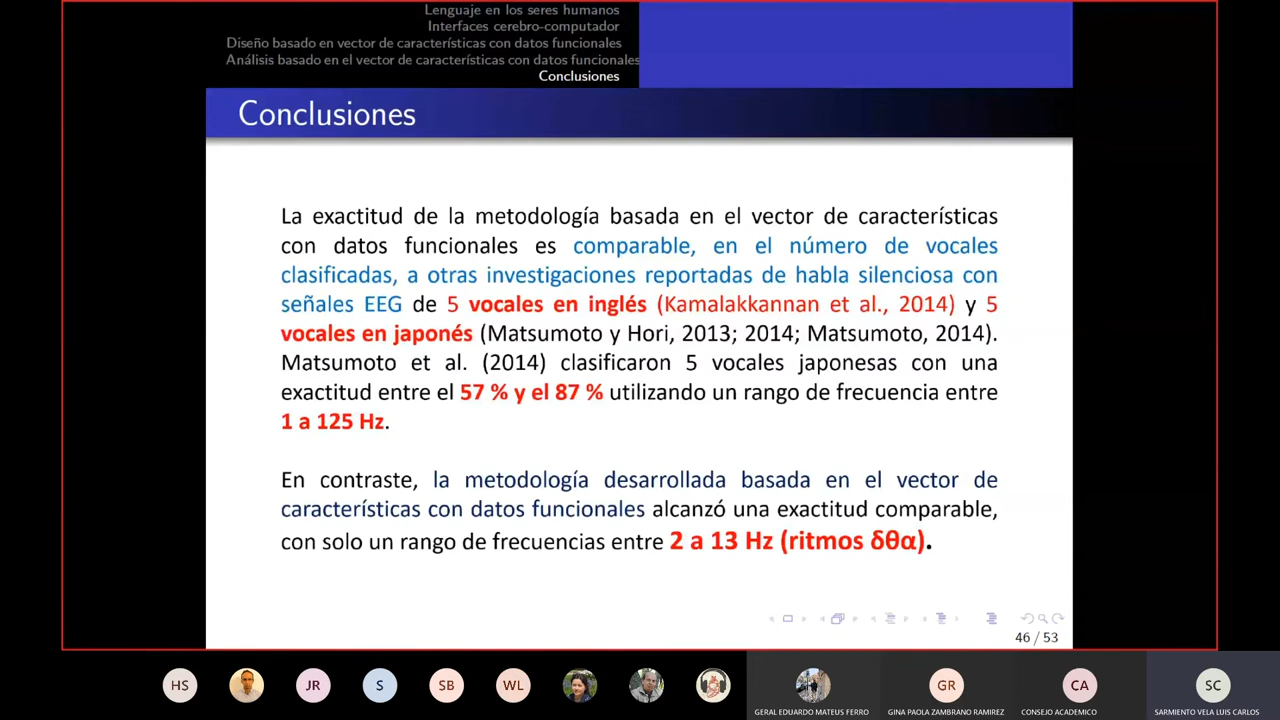 Lenguaje en los seres humanos
Interfaces cerebro-computador
Diseño basado en vector de características con datos funcionales
Análisis basado en el vector de características con datos funcionales
Conclusiones
Conclusiones
La exactitud de la metodología basada en el vector de características
con datos funcionales es comparable, en el número de vocales
clasificadas, a otras investigaciones reportadas de habla silenciosa con
señales EEG de 5 vocales en inglés (Kamalakkannan et al., 2014) y 5
vocales en japonés (Matsumoto y Hori, 2013; 2014; Matsumoto, 2014).
Matsumoto et al. (2014) clasificaron 5 vocales japonesas con una
exactitud entre el 57 % y el 87 % utilizando un rango de frecuencia entre
1 a 125 Hz.
En contraste, la metodología desarrollada basada en el vector de
características con datos funcionales alcanzó una exactitud comparable,
con solo un rango de frecuencias entre 2 a 13 Hz (ritmos δθα).
46 / 53
HS JR S SB WL GR CA SC
GERAL EDUARDO MATEUS FERRO GINA PAOLA ZAMBRANO RAMIREZ CONSEJO ACADEMICO SARMIENTO VELA LUIS CARLOS